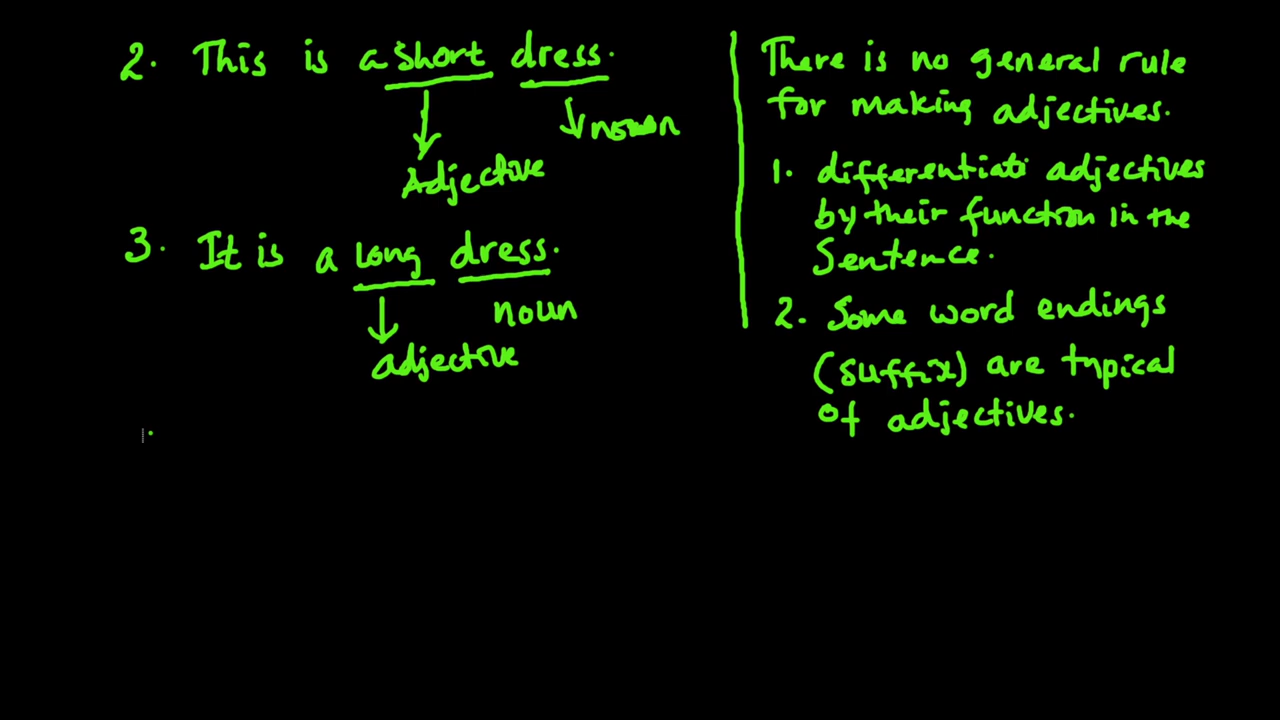 2. This is a short dress.
noun
Adjective
3. It is a long dress.
noun
adjective
There is no general rule
for making adjectives.
1. differentiati adjectives
by their function in the
Sentence.
2. Some word endings
(suffix) are typical
of adjectives.